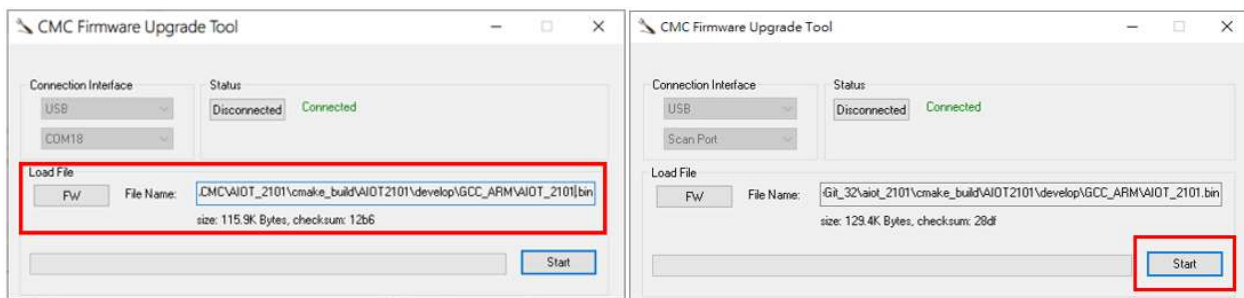 CMC Firmware Upgrade Tool
Connection Interface
Status
USB
Disconnected
Connected
COM18
Load File
FW
File Name:
.CMC\AIOT_2101\cmake_build\AIOT2101\develop\GCC_ARM\AIOT_2101.bin
size: 115.9K Bytes, checksum: 12b6
Start
CMC Firmware Upgrade Tool
Connection Interface
Status
USB
Disconnected
Connected
Scan Port
Load File
FW
File Name:
Git_32\aiot_2101\cmake_build\AIOT2101\develop\GCC_ARM\AIOT_2101.bin
size: 129.4K Bytes, checksum: 28df
Start